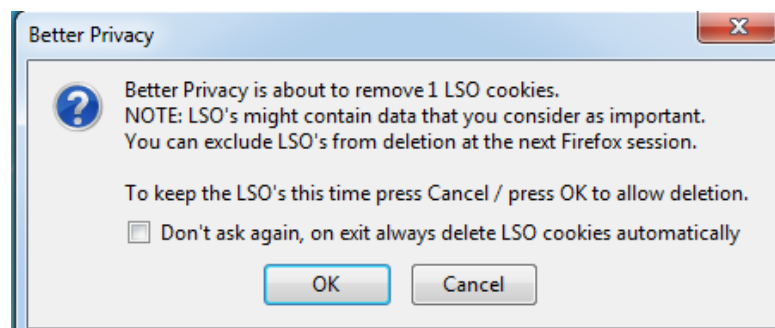 Better Privacy
Better Privacy is about to remove 1 LSO cookies.
NOTE: LSO's might contain data that you consider as important.
You can exclude LSO's from deletion at the next Firefox session.
To keep the LSO's this time press Cancel / press OK to allow deletion.
Don't ask again, on exit always delete LSO cookies automatically
OK Cancel